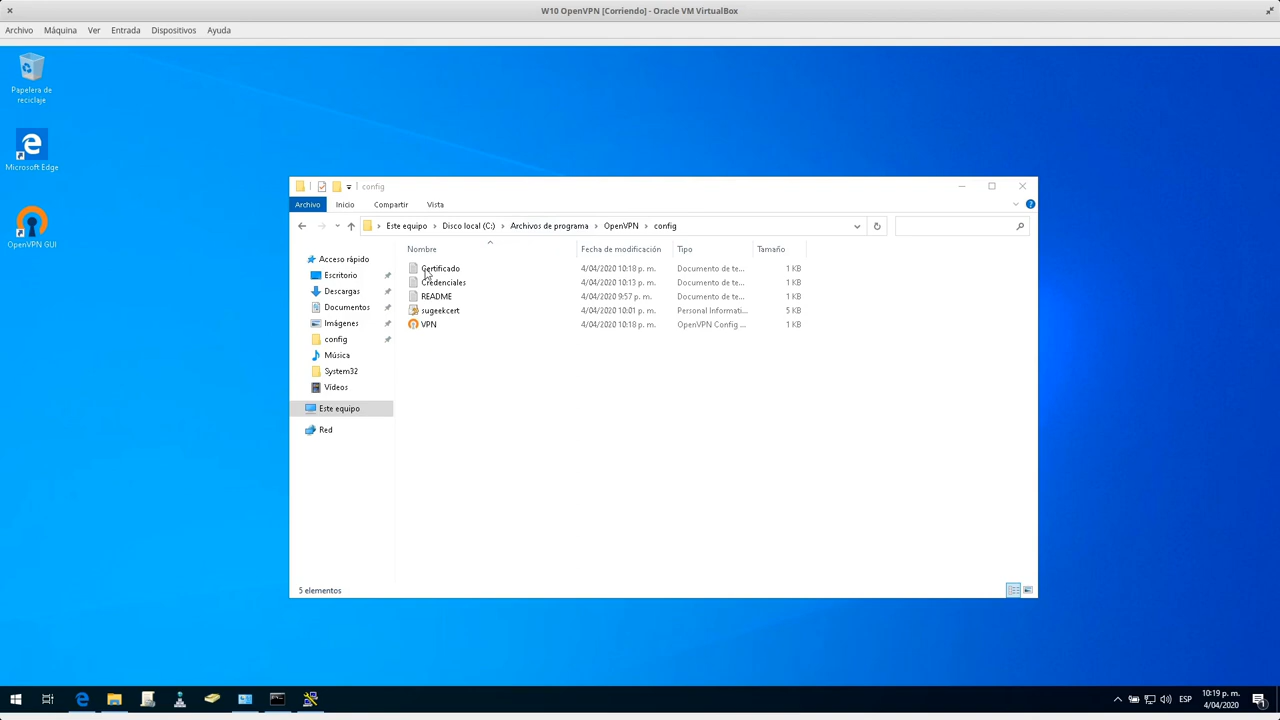 W10 OpenVPN [Corriendo] - Oracle VM VirtualBox
Archivo Máquina Ver Entrada Dispositivos Ayuda
Papelera de
reciclaje
Microsoft Edge
OpenVPN GUI
config
Archivo Inicio Compartir Vista
Este equipo Disco local (C:) Archivos de programa OpenVPN config
Nombre Fecha de modificación Tipo Tamaño
Acceso rápido
Escritorio
Descargas
Documentos
Imágenes
config
Música
System32
Vídeos
Este equipo
Red
Certificado 4/04/2020 10:18 p. m. Documento de te... 1 KB
Credenciales 4/04/2020 10:13 p. m. Documento de te... 1 KB
README 4/04/2020 9:57 p. m. Documento de te... 1 KB
sugeekcert 4/04/2020 10:01 p. m. Personal Informati... 5 KB
VPN 4/04/2020 10:18 p. m. OpenVPN Config ... 1 KB
5 elementos
ESP
10:19 p. m.
4/04/2020
1